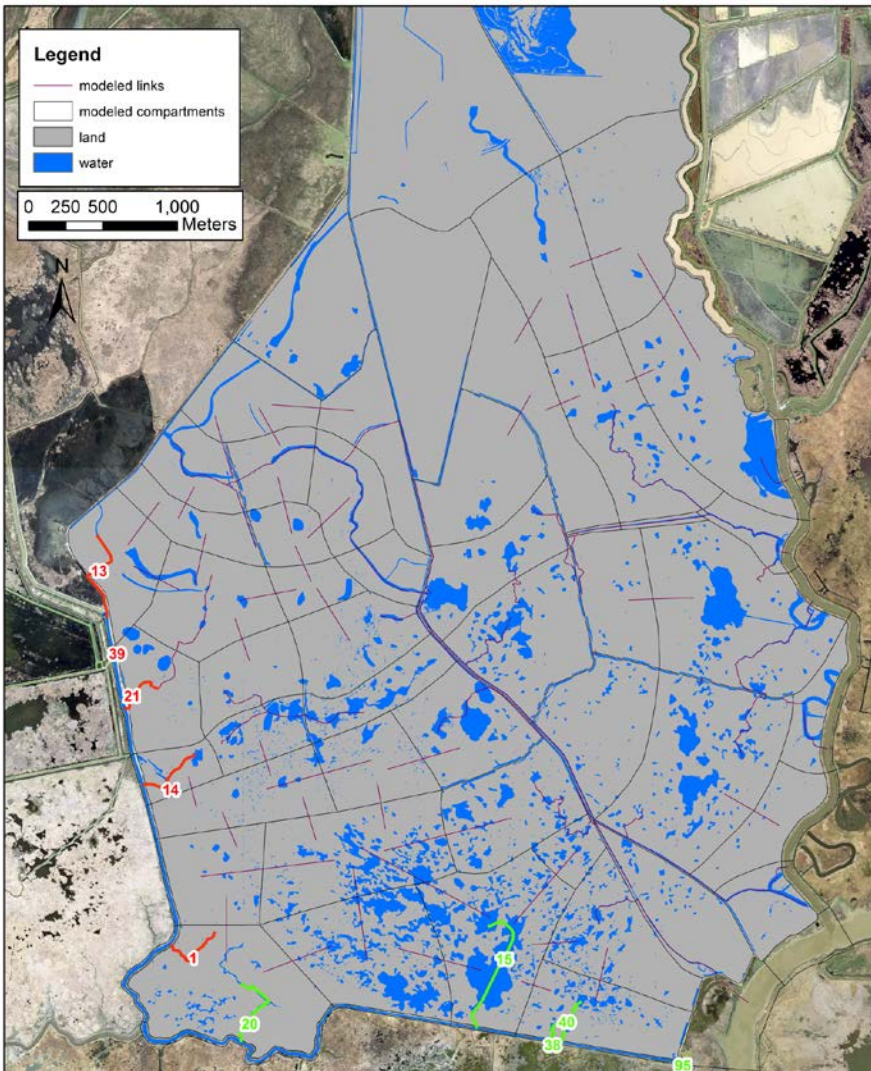 Legend
modeled links
modeled compartments
land
water
0 250 500 1,000
Meters
N
13
39
21
14
1
20
15
40
38
95